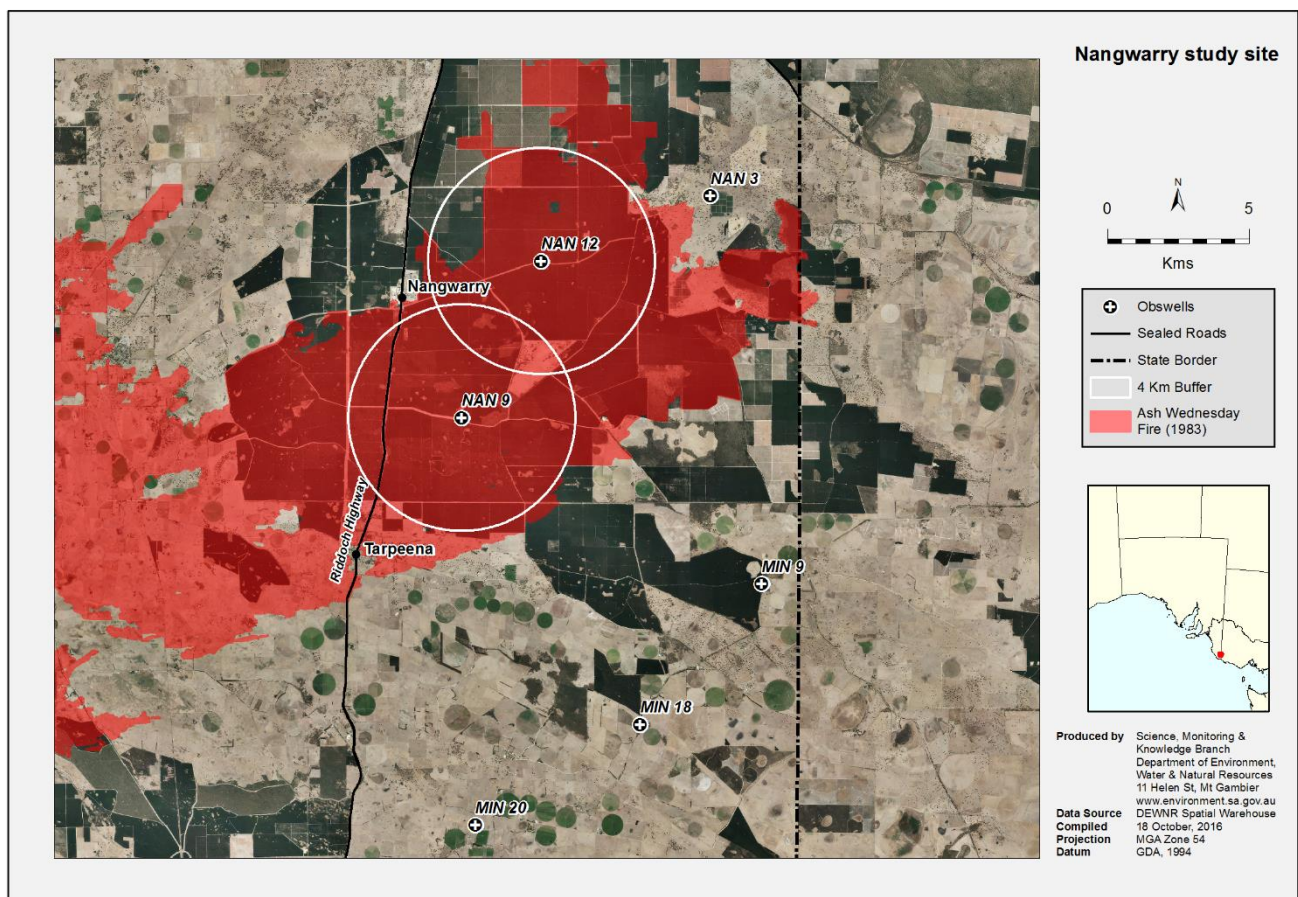 Nangwarry study site
N
0 5
Kms
Obswells
Sealed Roads
State Border
4 Km Buffer
Ash Wednesday
Fire (1983)
NAN 3
NAN 12
Nangwarry
NAN 9
Riddoch Highway
Tarpeena
MIN 9
MIN 18
MIN 20
Produced by Science, Monitoring &
Knowledge Branch
Department of Environment,
Water & Natural Resources
11 Helen St, Mt Gambier
www.environment.sa.gov.au
Data Source DEWNR Spatial Warehouse
Compiled 18 October, 2016
Projection MGA Zone 54
Datum GDA, 1994